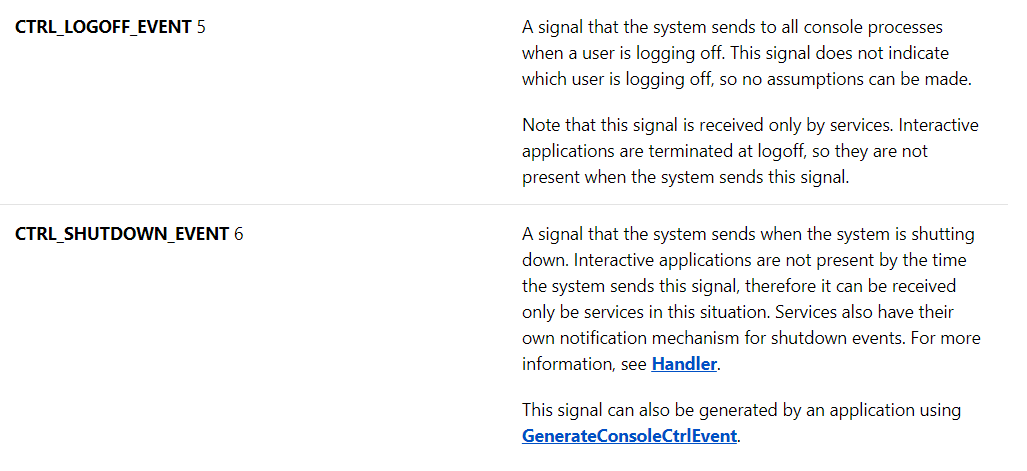 CTRL_LOGOFF_EVENT 5
A signal that the system sends to all console processes
when a user is logging off. This signal does not indicate
which user is logging off, so no assumptions can be made.
Note that this signal is received only by services. Interactive
applications are terminated at logoff, so they are not
present when the system sends this signal.
CTRL_SHUTDOWN_EVENT 6
A signal that the system sends when the system is shutting
down. Interactive applications are not present by the time
the system sends this signal, therefore it can be received
only be services in this situation. Services also have their
own notification mechanism for shutdown events. For more
information, see Handler.
This signal can also be generated by an application using
GenerateConsoleCtrlEvent.